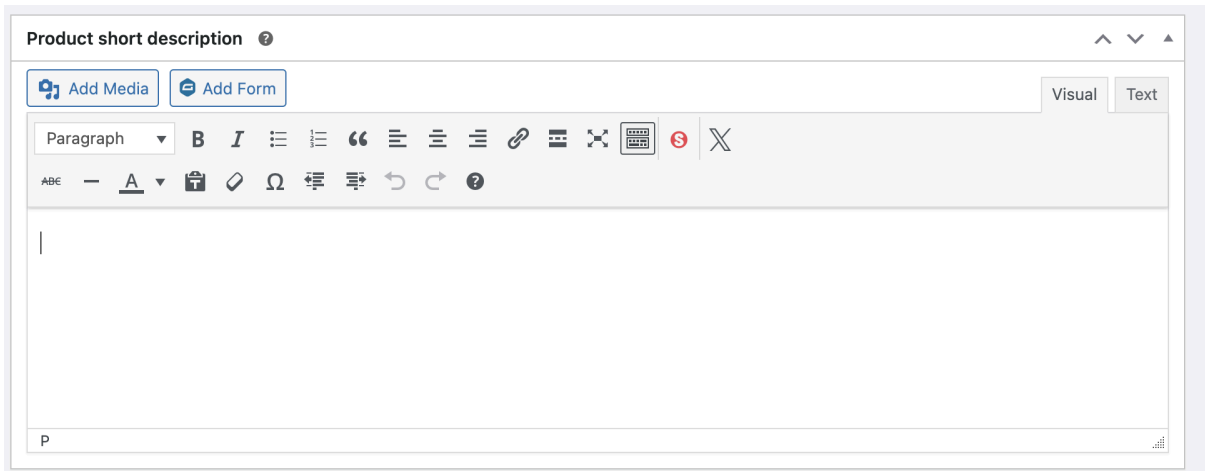 Product short description
Add Media Add Form
Visual Text
Paragraph B I
ABC A Ω
P